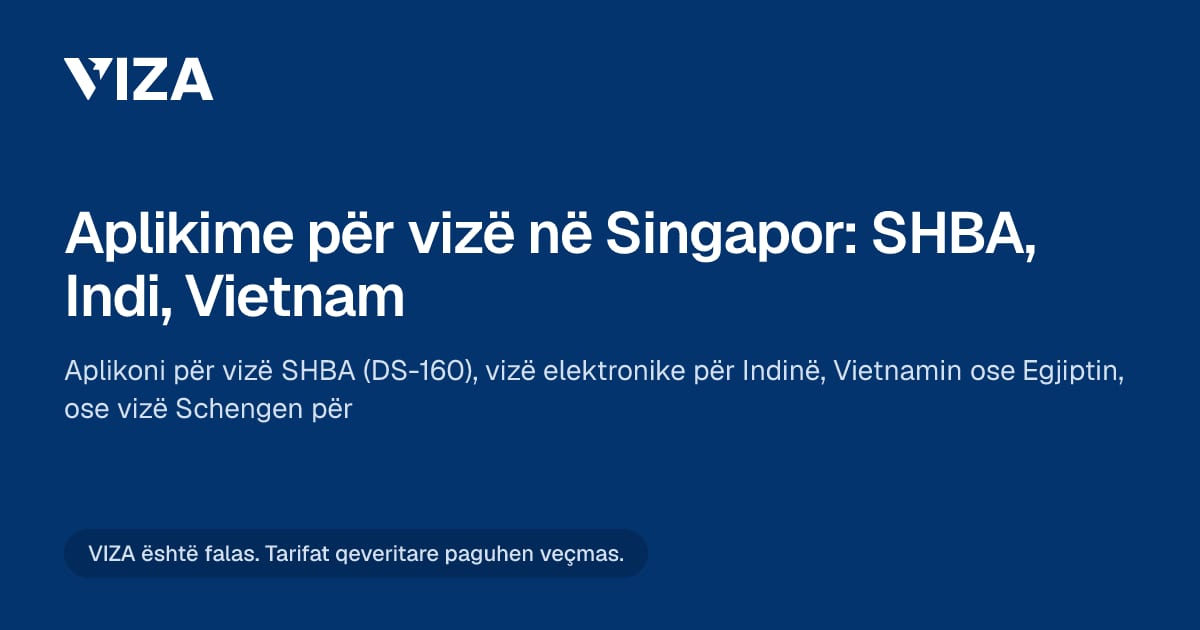 VIZA
Aplikime për vizë në Singapor: SHBA,
Indi, Vietnam
Aplikoni për vizë SHBA (DS-160), vizë elektronike për Indinë, Vietnamin ose Egjiptin,
ose vizë Schengen për
VIZA është falas. Tarifat qeveritare paguhen veçmas.